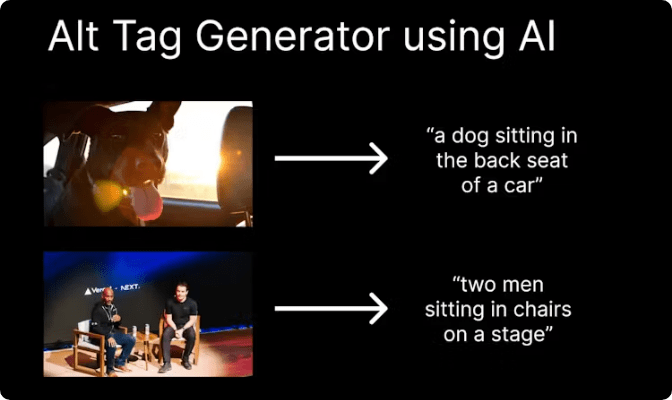 Alt Tag Generator using AI
“a dog sitting in
the back seat
of a car”
▲Vercel · NEXT.
“two men
sitting in chairs
on a stage”